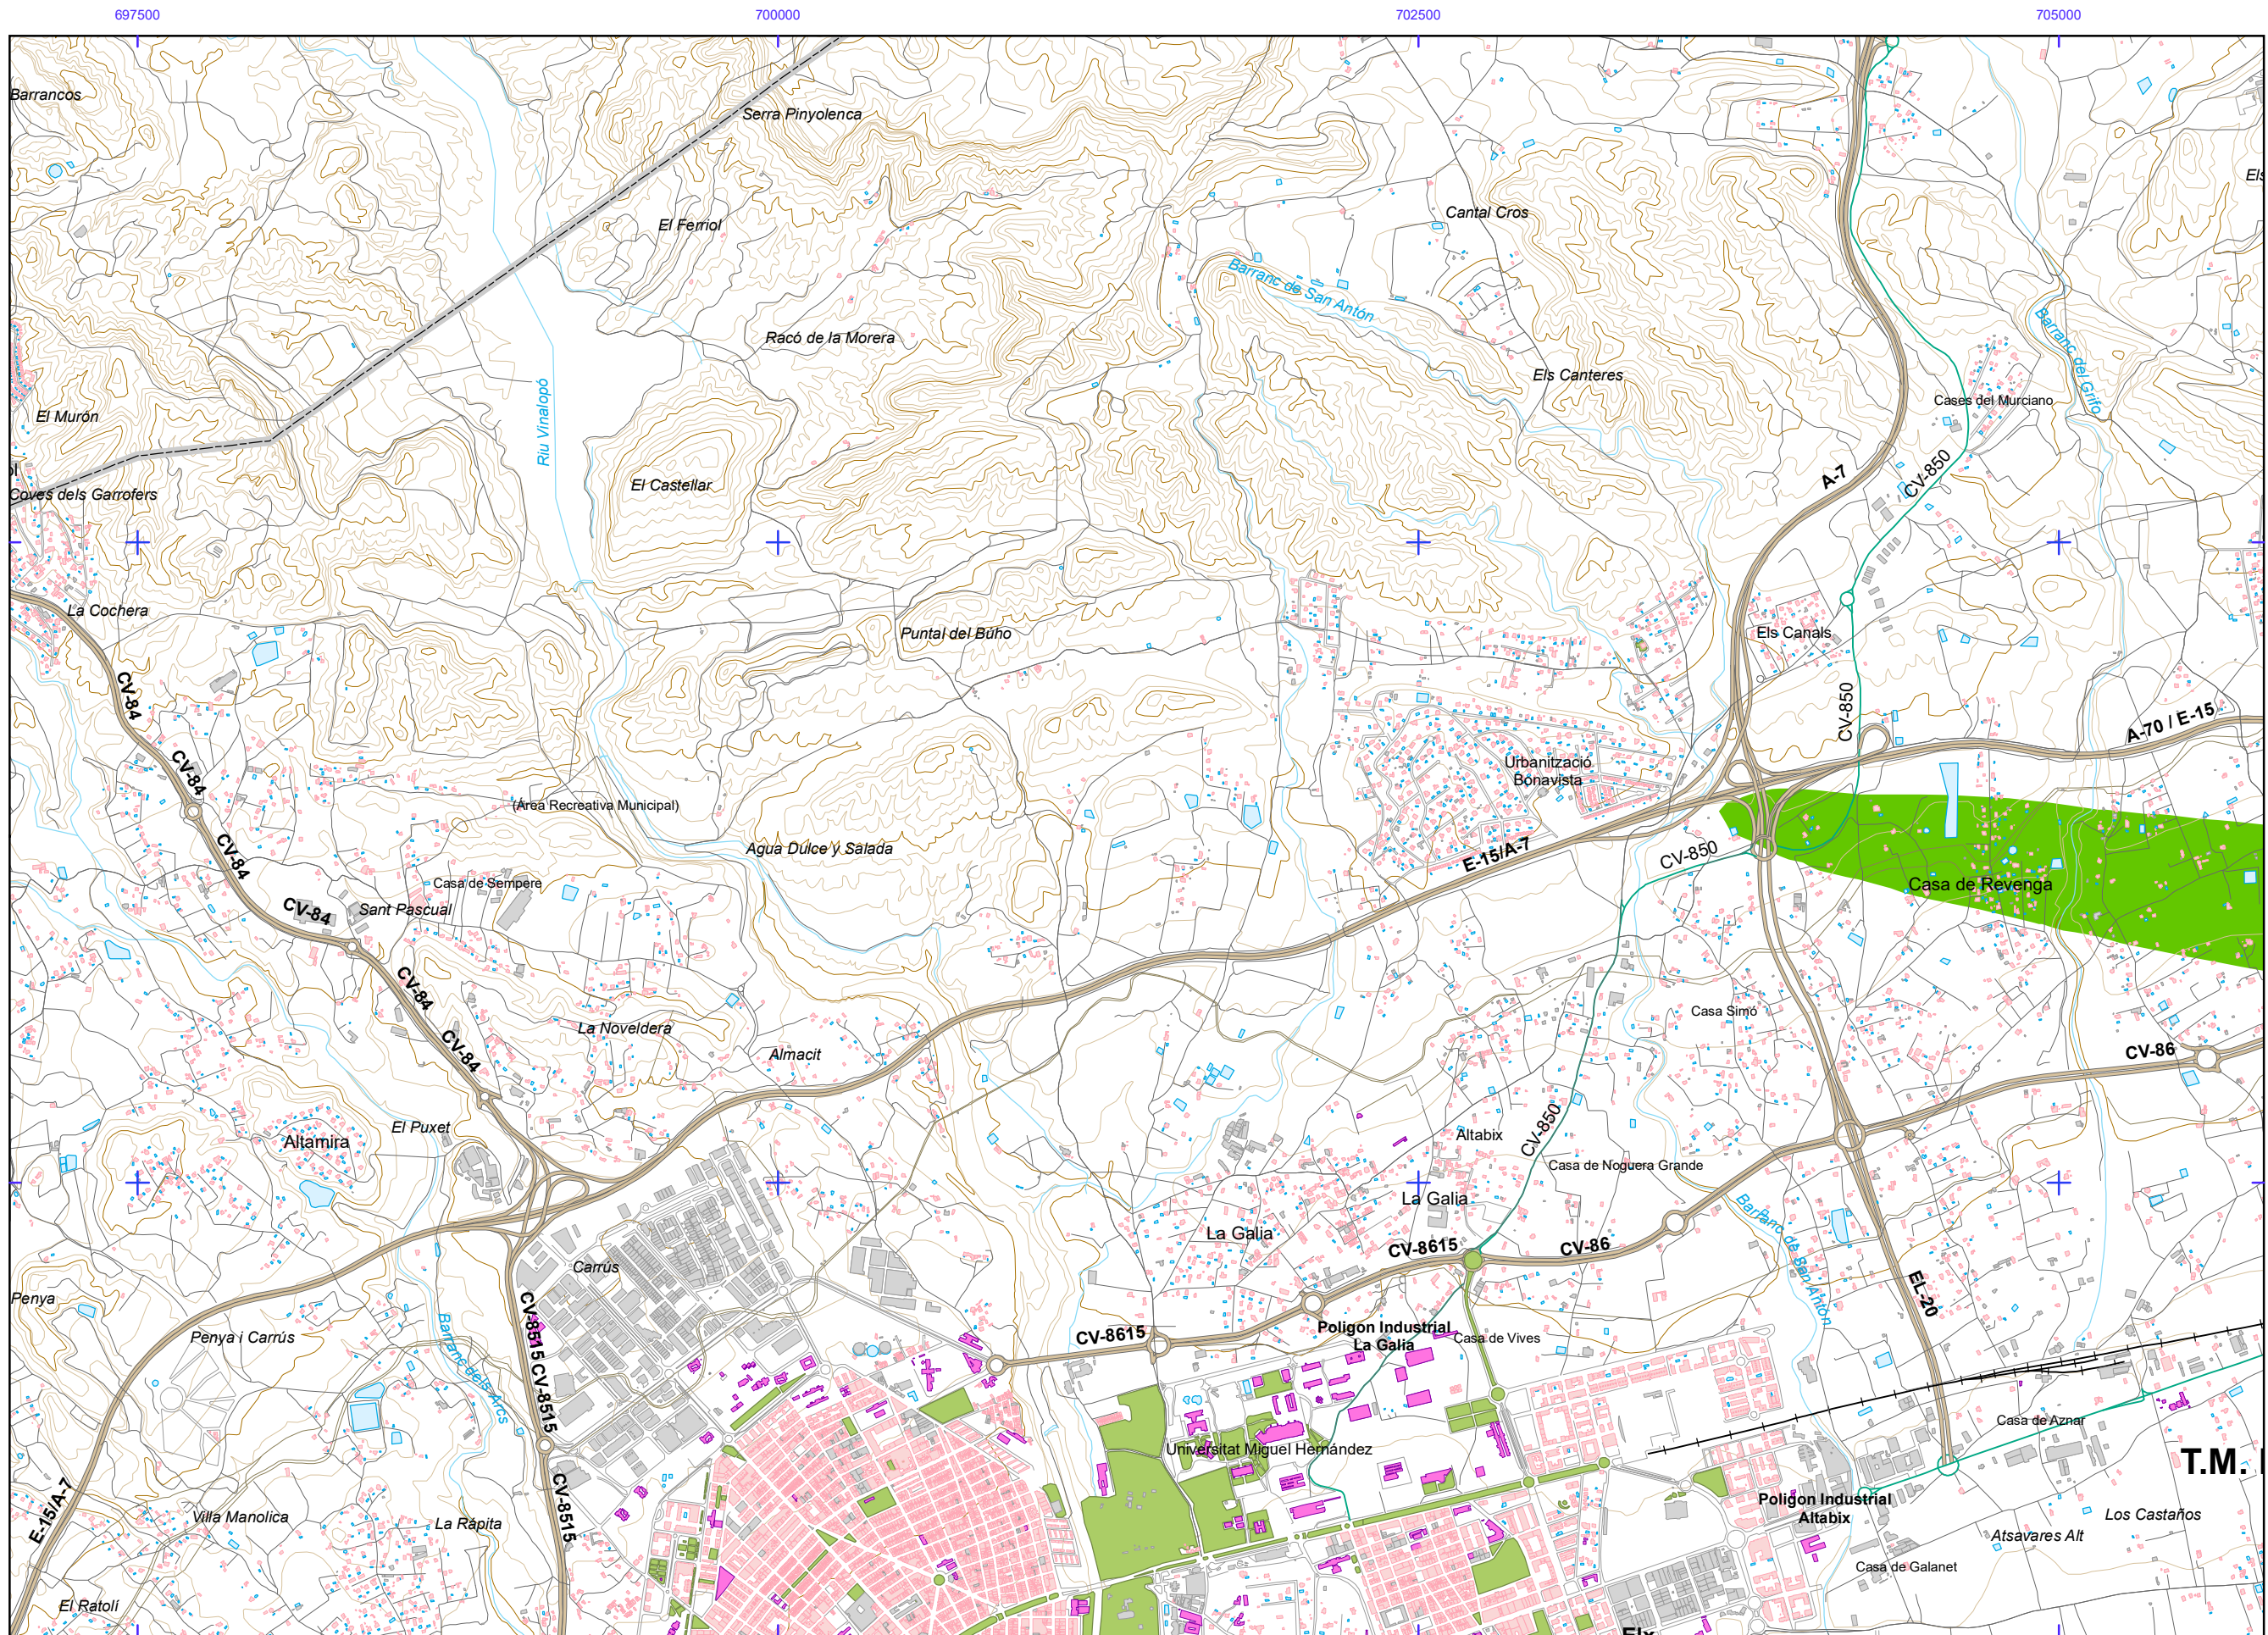 697500
700000
702500
705000
Barrancos
Serra Pinyolenca
Els
El Ferriol
Cantal Cros
Barranc de San Antón
Racó de la Morera
Barranc del Grifo
Els Canteres
Riu Vinalopó
Cases del Murciano
El Murón
A-7
CV-850
El Castellar
Coves dels Garrofers
La Cochera
Puntal del Búho
Els Canals
CV-84
CV-850
A-70 / E-15
CV-84
Urbanització
Bonavista
(Área Recreativa Municipal)
CV-84
Agua Dulce y Salada
E-15/A-7
CV-850
Casa de Sempere
Casa de Revenga
CV-84
Sant Pascual
CV-84
La Noveldera
Casa Simó
CV-84
Almacit
CV-86
El Puxet
Altamira
Altabix
CV-850
Casa de Noguera Grande
La Galia
La Galia
Barranc de San Antón
CV-8615
CV-86
Carrús
Penya
EL-20
CV-8515
Penya i Carrús
Barranc dels Arcs
CV-8615
Poligon Industrial
La Galia
Casa de Vives
CV-8515
Casa de Aznar
Universitat Miguel Hernández
T.M.
E-15/A-7
CV-8515
Villa Manolica
La Ràpita
Poligon Industrial
Altabix
Los Castaños
Atsavares Alt
Casa de Galanet
El Ratolí
Elx